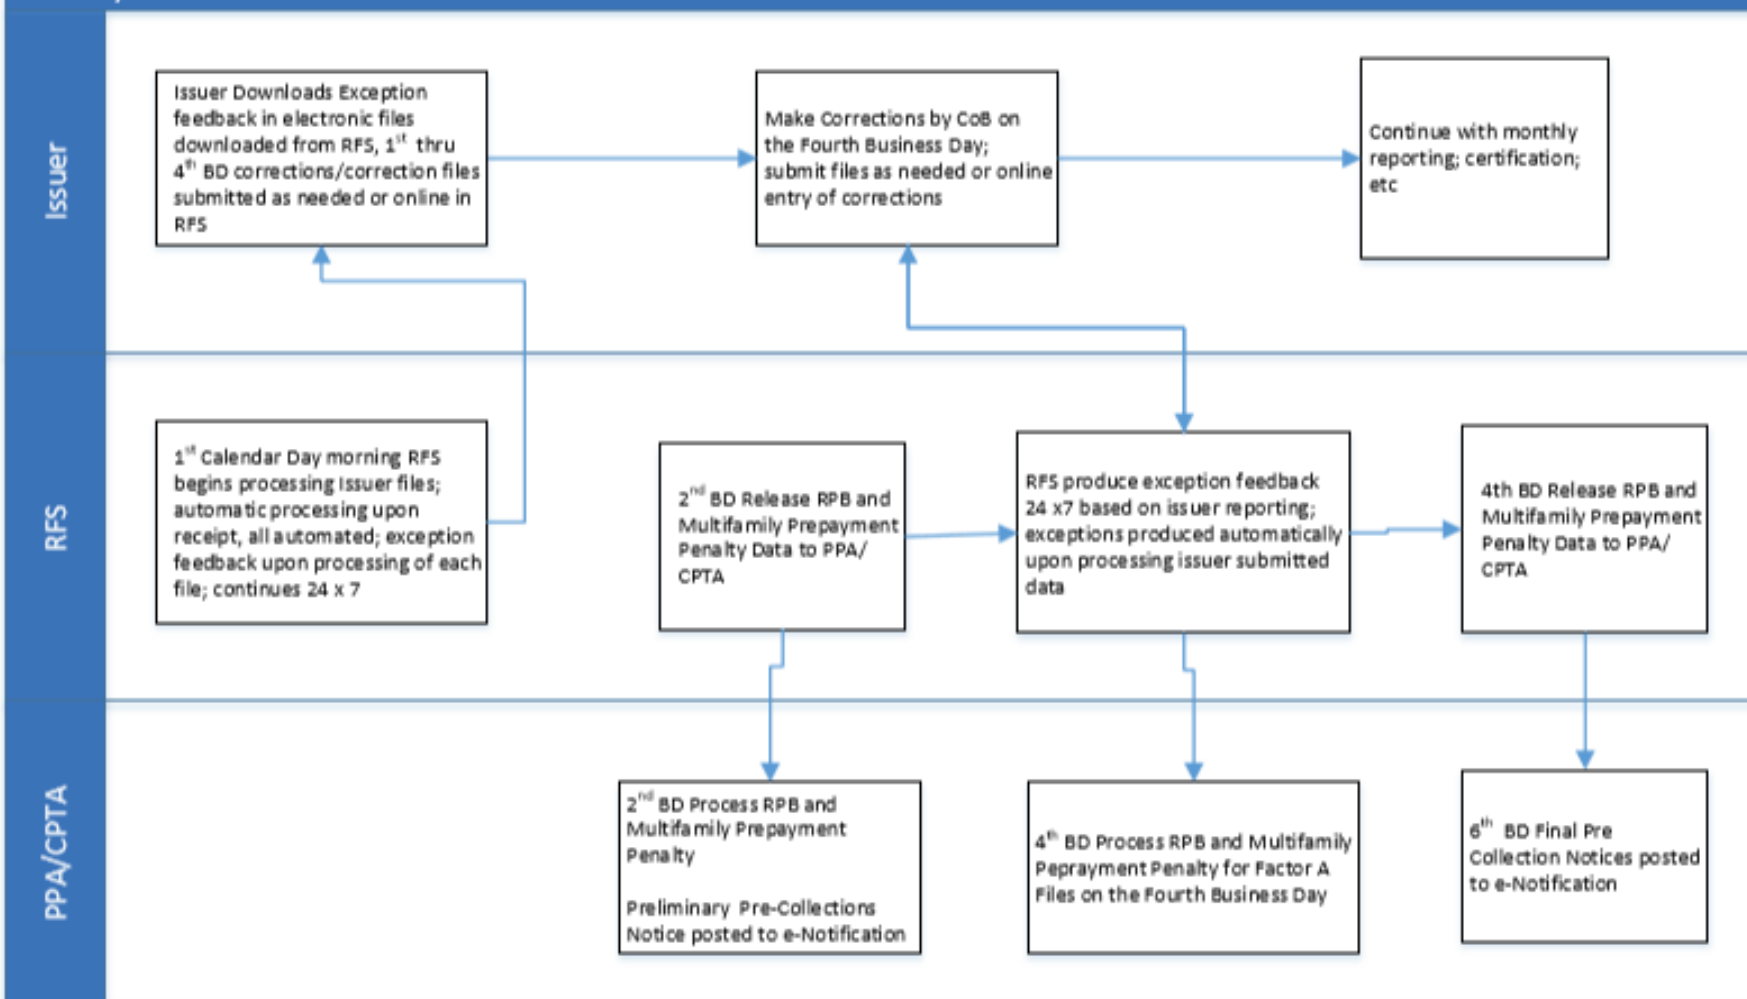 Issuer
Issuer Downloads Exception
feedback in electronic files
downloaded from RFS, 1st thru
4th BD corrections/correction files
submitted as needed or online in
RFS
Make Corrections by CoB on
the Fourth Business Day;
submit files as needed or online
entry of corrections
Continue with monthly
reporting; certification;
etc
RFS
1st Calendar Day morning RFS
begins processing Issuer files;
automatic processing upon
receipt, all automated; exception
feedback upon processing of each
file; continues 24 x 7
2nd BD Release RPB and
Multifamily Prepayment
Penalty Data to PPA/
CPTA
RFS produce exception feedback
24 x7 based on issuer reporting;
exceptions produced automatically
upon processing issuer submitted
data
4th BD Release RPB and
Multifamily Prepayment
Penalty Data to PPA/
CPTA
PPA/CPTA
2nd BD Process RPB and
Multifamily Prepayment
Penalty
Preliminary Pre-Collections
Notice posted to e-Notification
4th BD Process RPB and Multifamily
Peprayment Penalty for Factor A
Files on the Fourth Business Day
6th BD Final Pre
Collection Notices posted
to e-Notification